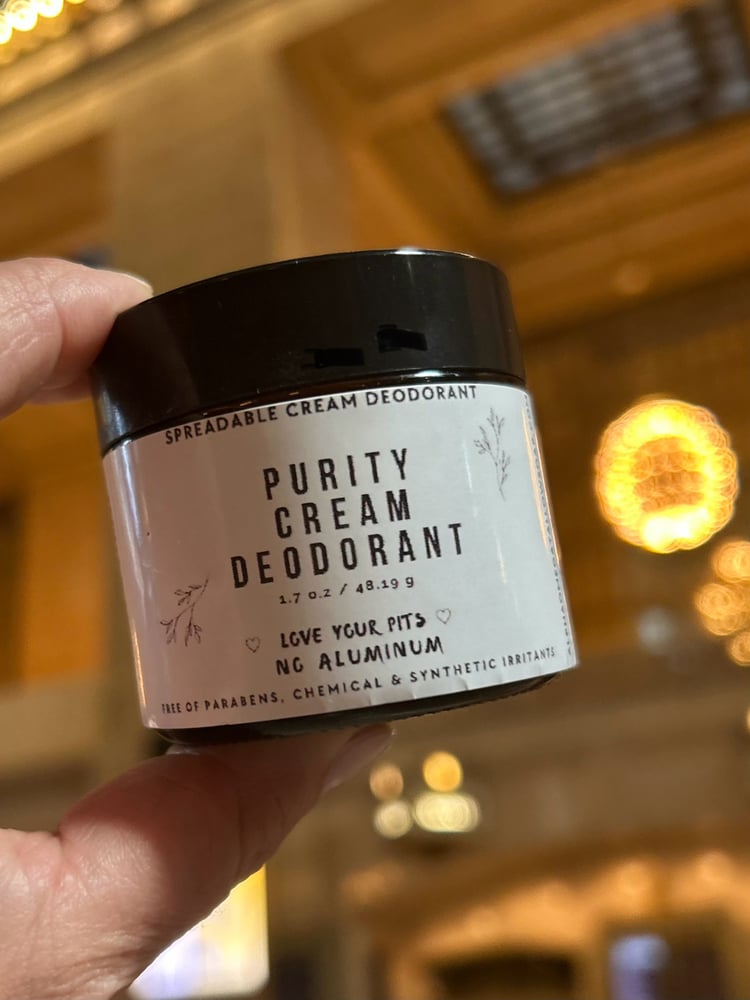 SPREADABLE CREAM DEODORANT
PURITY
CREAM
DEODORANT
1.7 o.z / 48.19 g
LOVE YOUR PITS
NO ALUMINUM
FREE OF PARABENS, CHEMICAL & SYNTHETIC IRRITANTS